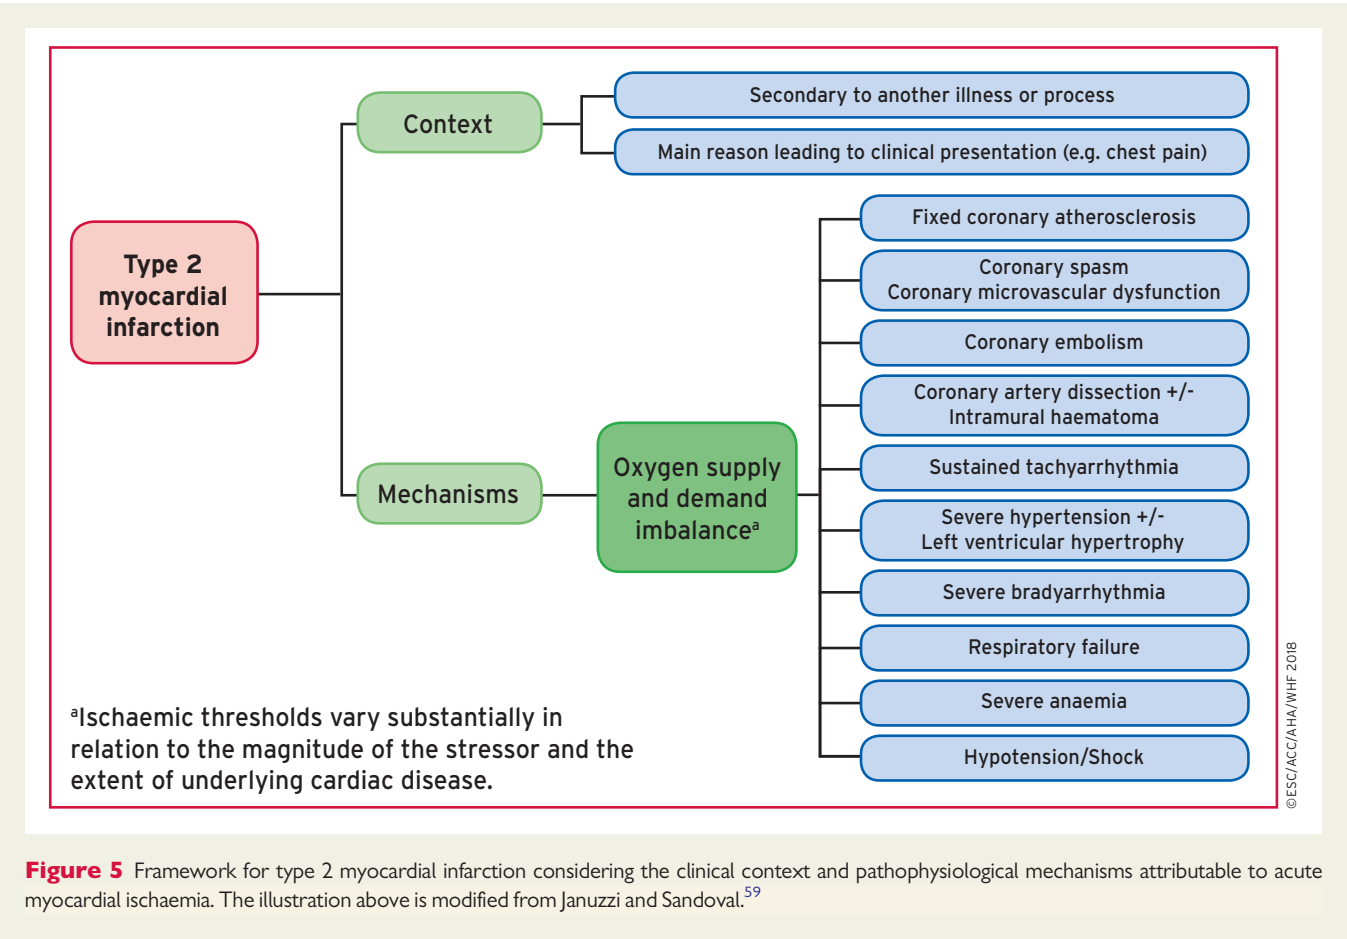 Context
Secondary to another illness or process
Main reason leading to clinical presentation (e.g. chest pain)
Type 2
myocardial
infarction
Mechanisms
Oxygen supply
and demand
imbalanceᵃ
Fixed coronary atherosclerosis
Coronary spasm
Coronary microvascular dysfunction
Coronary embolism
Coronary artery dissection +/-
Intramural haematoma
Sustained tachyarrhythmia
Severe hypertension +/-
Left ventricular hypertrophy
Severe bradyarrhythmia
Respiratory failure
Severe anaemia
Hypotension/Shock
ᵃIschaemic thresholds vary substantially in
relation to the magnitude of the stressor and the
extent of underlying cardiac disease.
©ESC/ACC/AHA/WHF 2018
Figure 5 Framework for type 2 myocardial infarction considering the clinical context and pathophysiological mechanisms attributable to acute
myocardial ischaemia. The illustration above is modified from Januzzi and Sandoval.⁵⁹